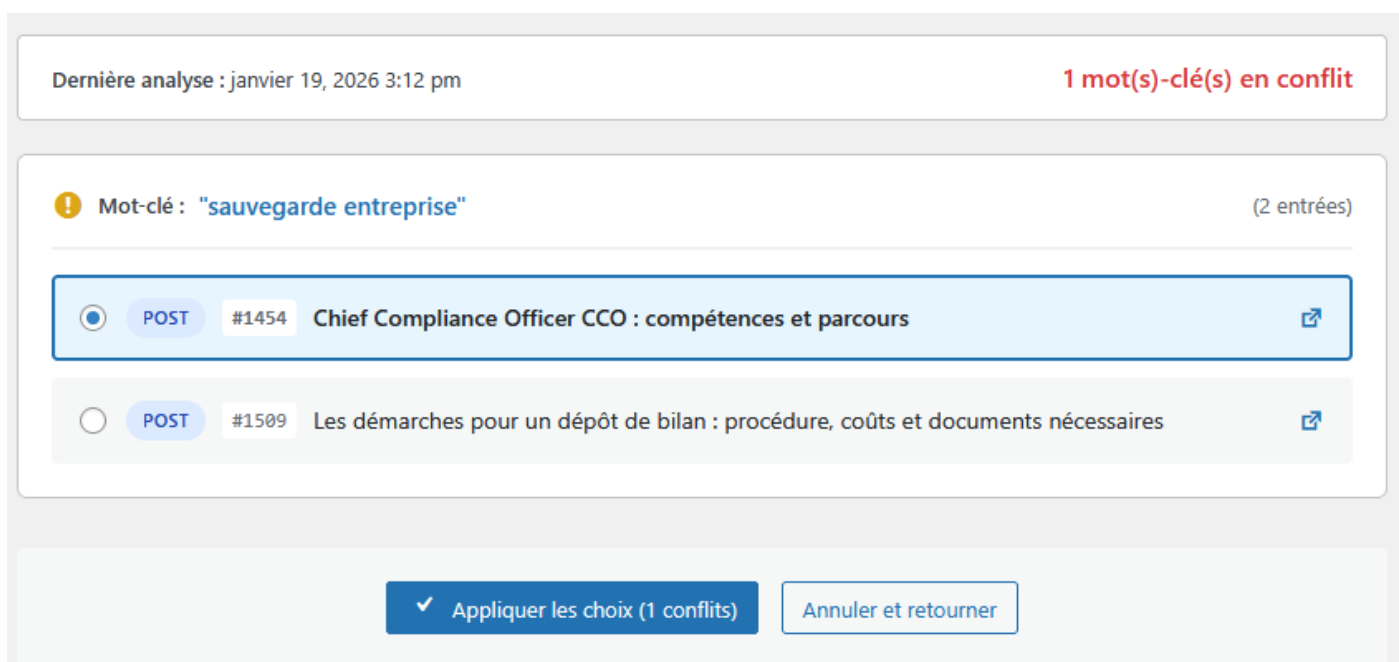 Dernière analyse : janvier 19, 2026 3:12 pm 1 mot(s)-clé(s) en conflit
Mot-clé : "sauvegarde entreprise" (2 entrées)
POST #1454 Chief Compliance Officer CCO : compétences et parcours
POST #1509 Les démarches pour un dépôt de bilan : procédure, coûts et documents nécessaires
Appliquer les choix (1 conflits) Annuler et retourner